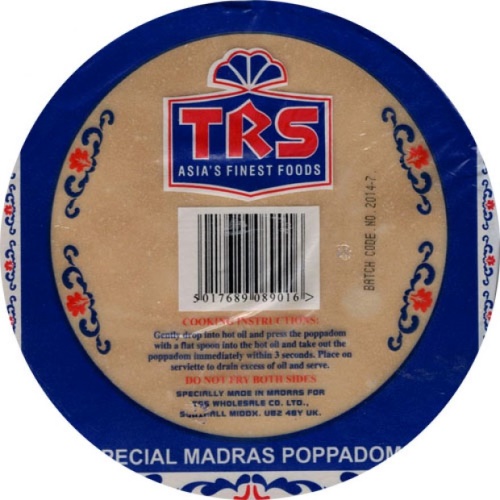 TRS
ASIA'S FINEST FOODS
BATCH CODE NO 2014-7
5 017689 089016 >
COOKING INSTRUCTIONS:
Gently drop into hot oil and press the poppadom
with a flat spoon into the hot oil and take out the
poppadom immediately within 3 seconds. Place on
serviette to drain excess of oil and serve.
DO NOT FRY BOTH SIDES
SPECIALLY MADE IN MADRAS FOR
TRS WHOLESALE CO. LTD.,
SOUTHALL MIDDX. UB2 4BY UK.
PECIAL MADRAS POPPADOM